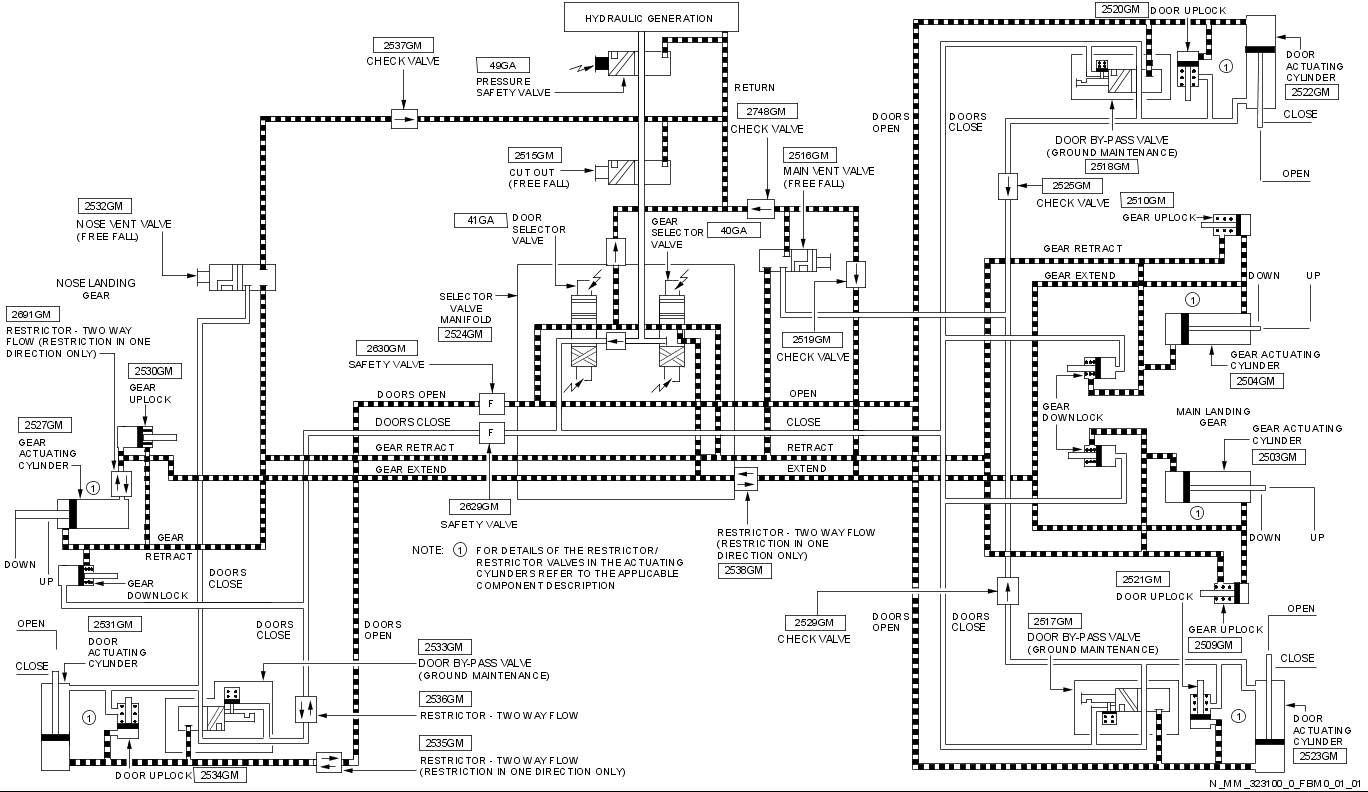 HYDRAULIC GENERATION
2520GM
DOOR UPLOCK
2537GM
CHECK VALVE
49GA
PRESSURE
SAFETY VALVE
RETURN
2748GM
CHECK VALVE
DOORS
OPEN
DOORS
CLOSE
1
DOOR
ACTUATING
CYLINDER
2522GM
CLOSE
OPEN
DOOR BY-PASS VALVE
(GROUND MAINTENANCE)
2518GM
2515GM
CUT OUT
(FREE FALL)
2516GM
MAIN VENT VALVE
(FREE FALL)
2525GM
CHECK VALVE
2510GM
GEAR UPLOCK
2532GM
NOSE VENT VALVE
(FREE FALL)
41GA
DOOR
SELECTOR
VALVE
GEAR
SELECTOR
VALVE
40GA
GEAR RETRACT
GEAR EXTEND
DOWN
UP
1
NOSE LANDING
GEAR
2691GM
RESTRICTOR - TWO WAY
FLOW (RESTRICTION IN ONE
DIRECTION ONLY)
SELECTOR
VALVE
MANIFOLD
2524GM
2519GM
CHECK VALVE
2630GM
SAFETY VALVE
GEAR ACTUATING
CYLINDER
2504GM
2530GM
GEAR
UPLOCK
F
DOORS OPEN
OPEN
GEAR
DOWNLOCK
MAIN LANDING
GEAR
2527GM
GEAR
ACTUATING
CYLINDER
F
DOORS CLOSE
CLOSE
GEAR RETRACT
RETRACT
GEAR EXTEND
EXTEND
GEAR ACTUATING
CYLINDER
2503GM
1
1
2629GM
SAFETY VALVE
RESTRICTOR - TWO WAY FLOW
(RESTRICTION IN ONE
DIRECTION ONLY)
2538GM
DOWN
UP
GEAR
RETRACT
NOTE: 1 FOR DETAILS OF THE RESTRICTOR/
RESTRICTOR VALVES IN THE ACTUATING
CYLINDERS REFER TO THE APPLICABLE
COMPONENT DESCRIPTION
DOWN
UP
GEAR
DOWNLOCK
DOORS
CLOSE
2521GM
DOOR UPLOCK
2531GM
DOOR
ACTUATING
CYLINDER
OPEN
CLOSE
DOORS
CLOSE
DOORS
OPEN
2529GM
CHECK VALVE
DOORS
OPEN
DOORS
CLOSE
2517GM
DOOR BY-PASS VALVE
(GROUND MAINTENANCE)
GEAR UPLOCK
2509GM
OPEN
CLOSE
2533GM
DOOR BY-PASS VALVE
(GROUND MAINTENANCE)
2536GM
RESTRICTOR - TWO WAY FLOW
1
1
DOOR
ACTUATING
CYLINDER
2523GM
2535GM
RESTRICTOR - TWO WAY FLOW
(RESTRICTION IN ONE DIRECTION ONLY)
DOOR UPLOCK
2534GM
N_MM_323100_0_FBM0_01_01